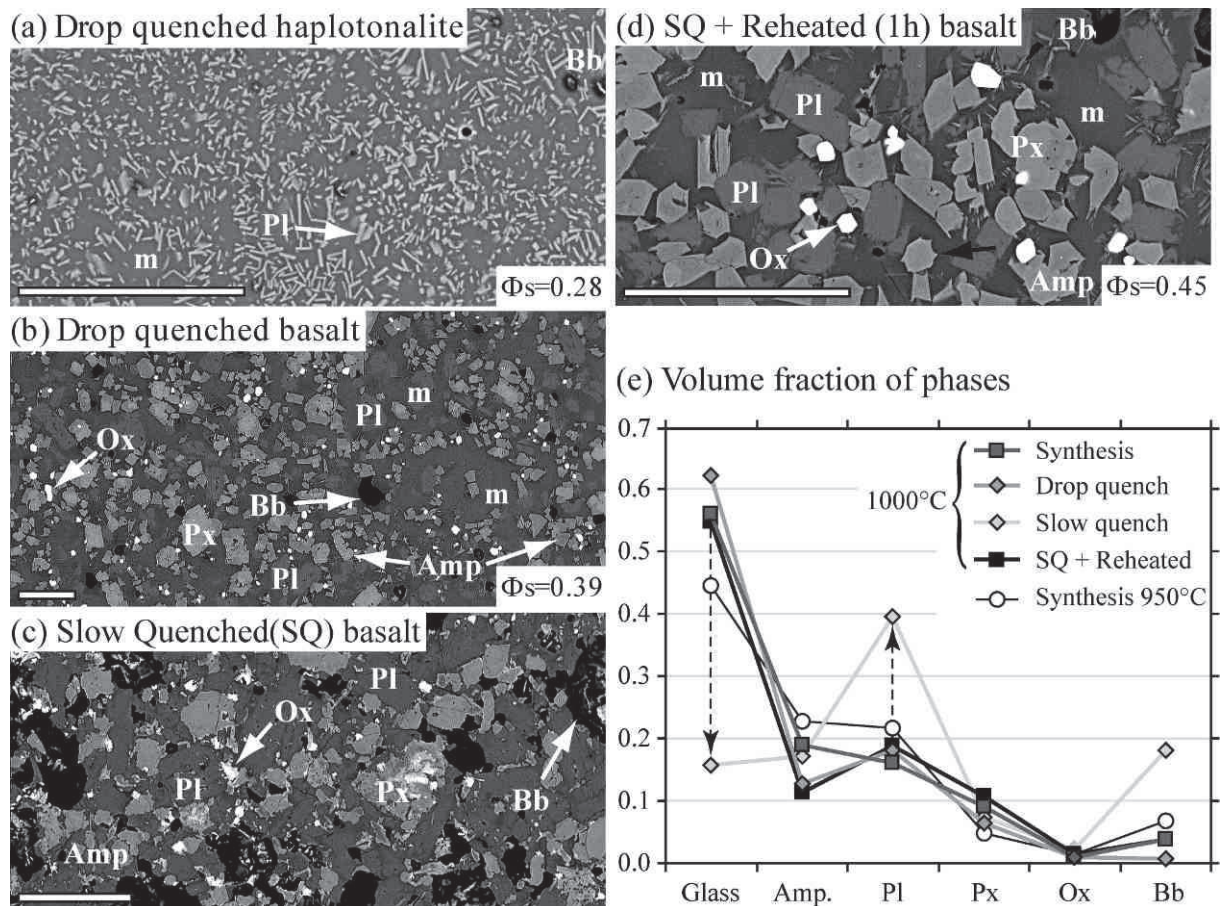 (a) Drop quenched haplotonalite
Bb
Pl
m
Φs=0.28
(b) Drop quenched basalt
m
Pl
Ox
Bb
m
Px
Amp
Pl
Φs=0.39
(c) Slow Quenched(SQ) basalt
Pl
Ox
Px
Pl
Bb
Amp
(d) SQ + Reheated (1h) basalt
Bb
m
Pl
m
Px
Pl
Ox
Amp
Φs=0.45
(e) Volume fraction of phases
0.7
0.6
0.5
0.4
0.3
0.2
0.1
0.0
1000°C
Synthesis
Drop quench
Slow quench
SQ + Reheated
Synthesis 950°C
Glass Amp. Pl Px Ox Bb